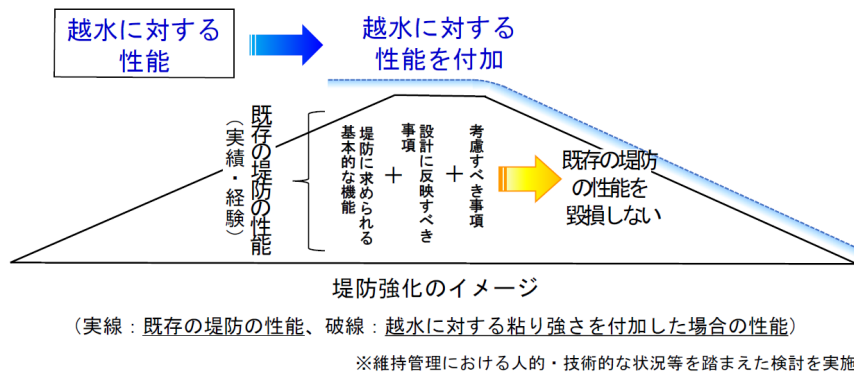 越水に対する
性能
越水に対する
性能を付加
既存の堤防の性能
（実績・経験）
堤防に求められる
基本的な機能
＋
設計に反映すべき
事項
＋
考慮すべき事項
既存の堤防
の性能を
毀損しない
堤防強化のイメージ
（実線：既存の堤防の性能、破線：越水に対する粘り強さを付加した場合の性能）
※維持管理における人的・技術的な状況等を踏まえた検討を実施